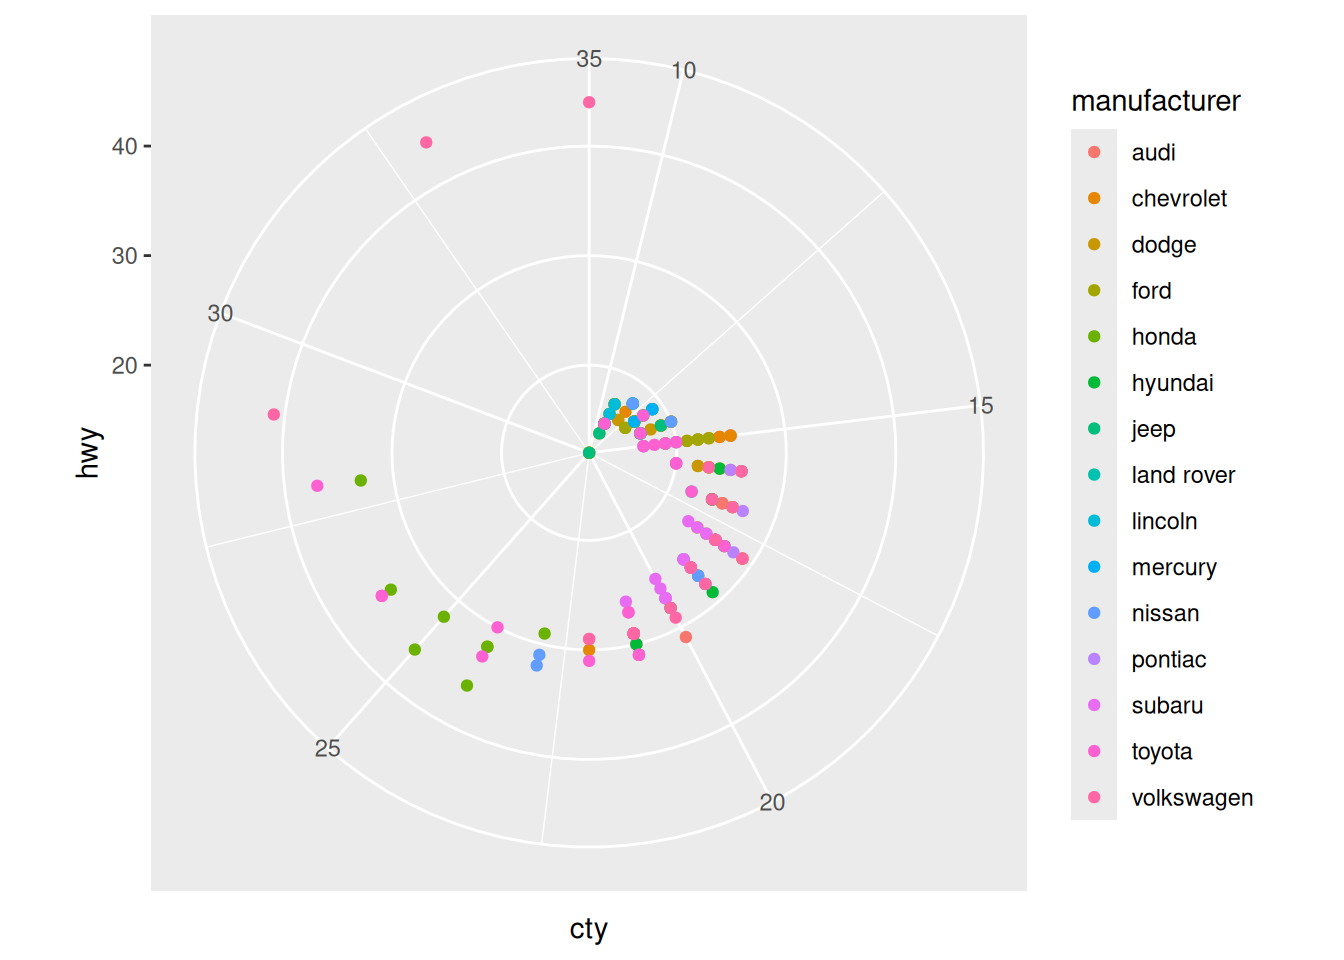 35
10
15
20
25
30
40
30
20
hwy
cty
manufacturer
audi
chevrolet
dodge
ford
honda
hyundai
jeep
land rover
lincoln
mercury
nissan
pontiac
subaru
toyota
volkswagen